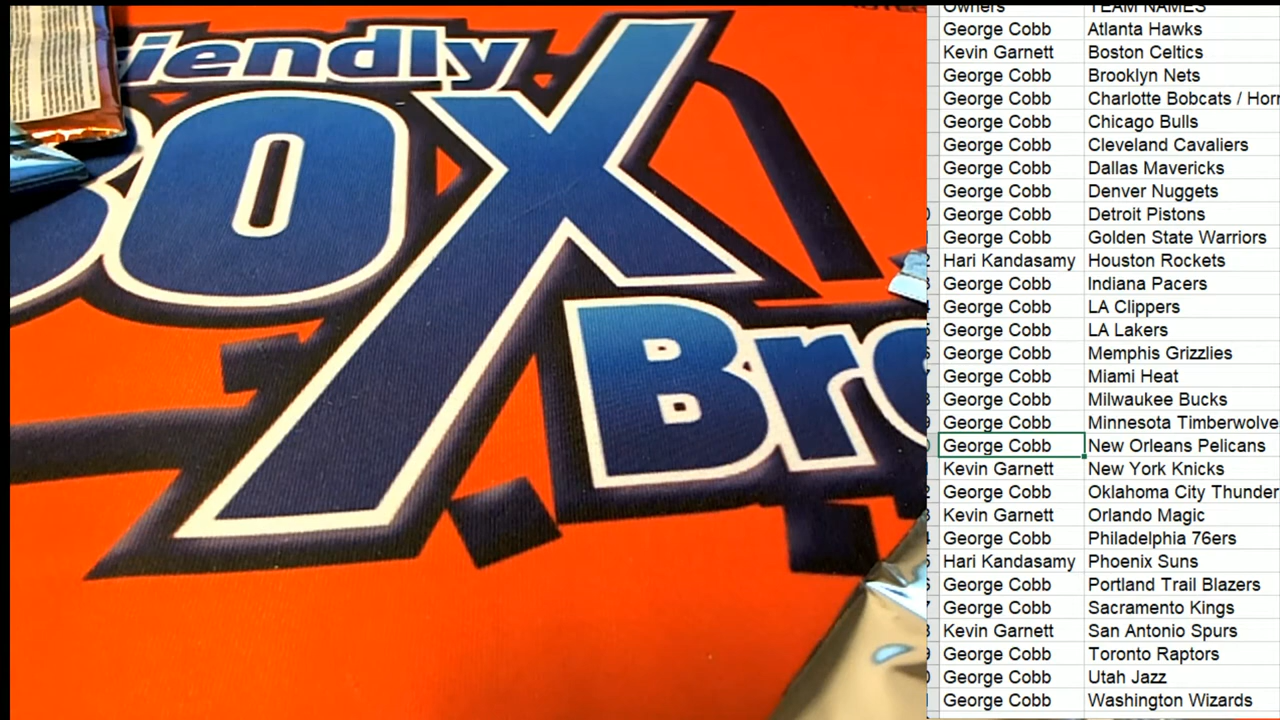 iendly
BOX
Bro
Owners TEAM NAMES
George Cobb Atlanta Hawks
Kevin Garnett Boston Celtics
George Cobb Brooklyn Nets
George Cobb Charlotte Bobcats / Horn
George Cobb Chicago Bulls
George Cobb Cleveland Cavaliers
George Cobb Dallas Mavericks
George Cobb Denver Nuggets
George Cobb Detroit Pistons
George Cobb Golden State Warriors
Hari Kandasamy Houston Rockets
George Cobb Indiana Pacers
George Cobb LA Clippers
George Cobb LA Lakers
George Cobb Memphis Grizzlies
George Cobb Miami Heat
George Cobb Milwaukee Bucks
George Cobb Minnesota Timberwolve
George Cobb New Orleans Pelicans
Kevin Garnett New York Knicks
George Cobb Oklahoma City Thunder
Kevin Garnett Orlando Magic
George Cobb Philadelphia 76ers
Hari Kandasamy Phoenix Suns
George Cobb Portland Trail Blazers
George Cobb Sacramento Kings
Kevin Garnett San Antonio Spurs
George Cobb Toronto Raptors
George Cobb Utah Jazz
George Cobb Washington Wizards